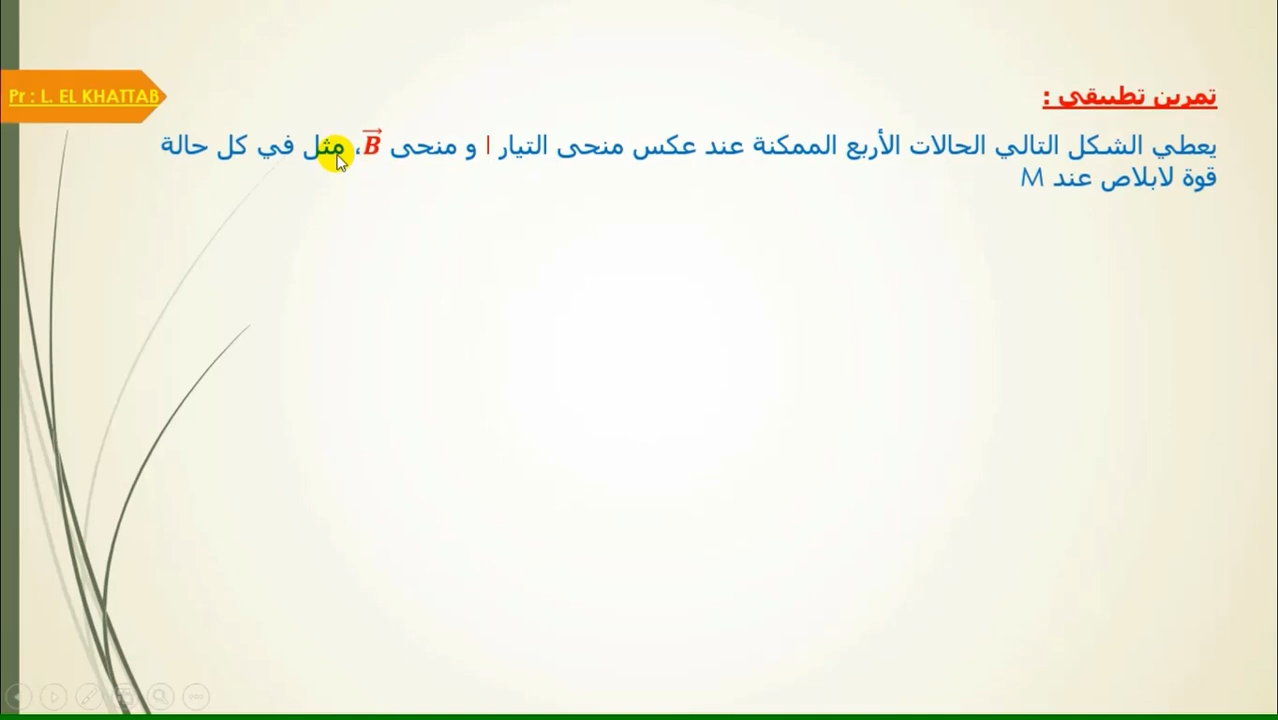 Pr : L. EL KHATTAB
تمرين تطبيقي :
يعطي الشكل التالي الحالات الأربع الممكنة عند عكس منحى التيار I و منحى B⃗، مثل في كل حالة
قوة لابلاص عند M